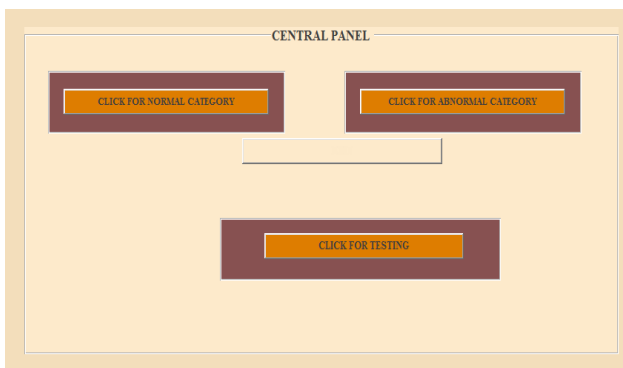 CENTRAL PANEL
CLICK FOR NORMAL CATEGORY
CLICK FOR ABNORMAL CATEGORY
CLICK FOR TESTING